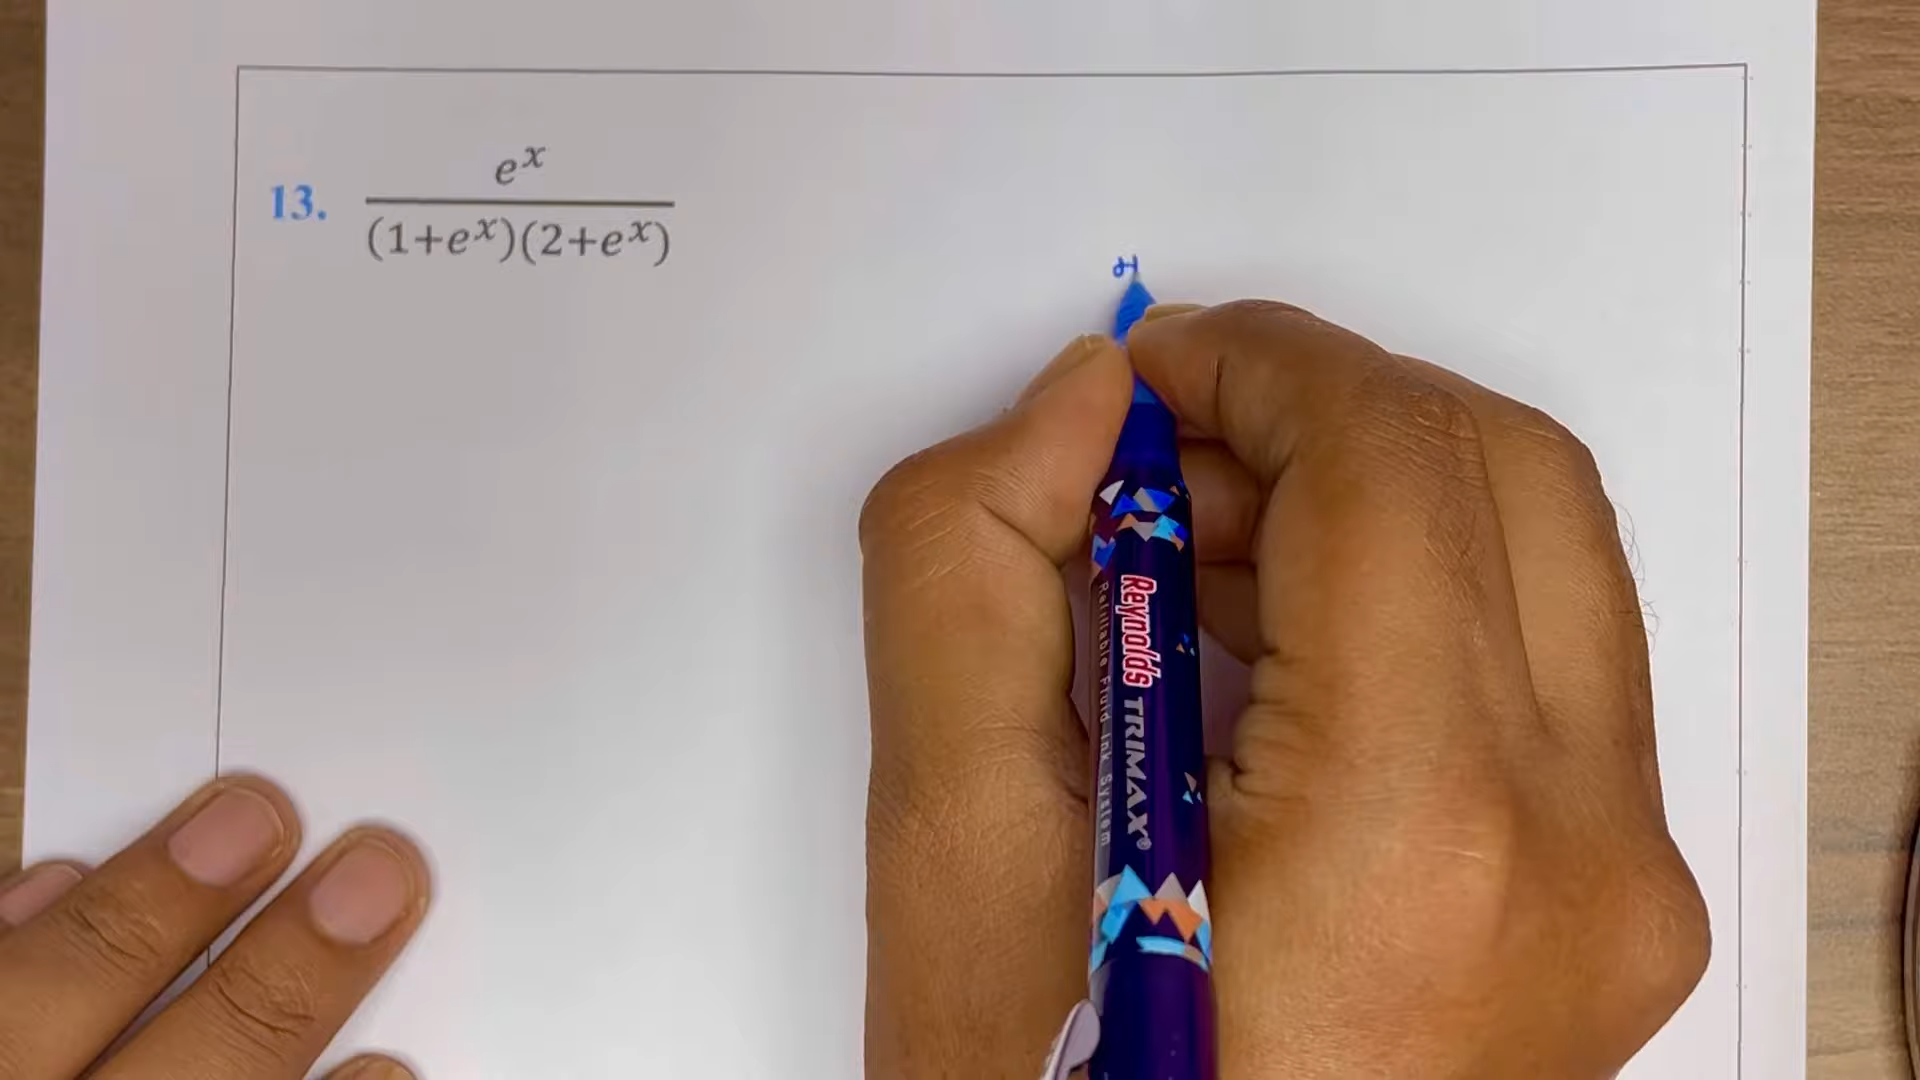 13. e^x / (1+e^x)(2+e^x)
Reynolds TRIMAX®
Refillable Fluid Ink System